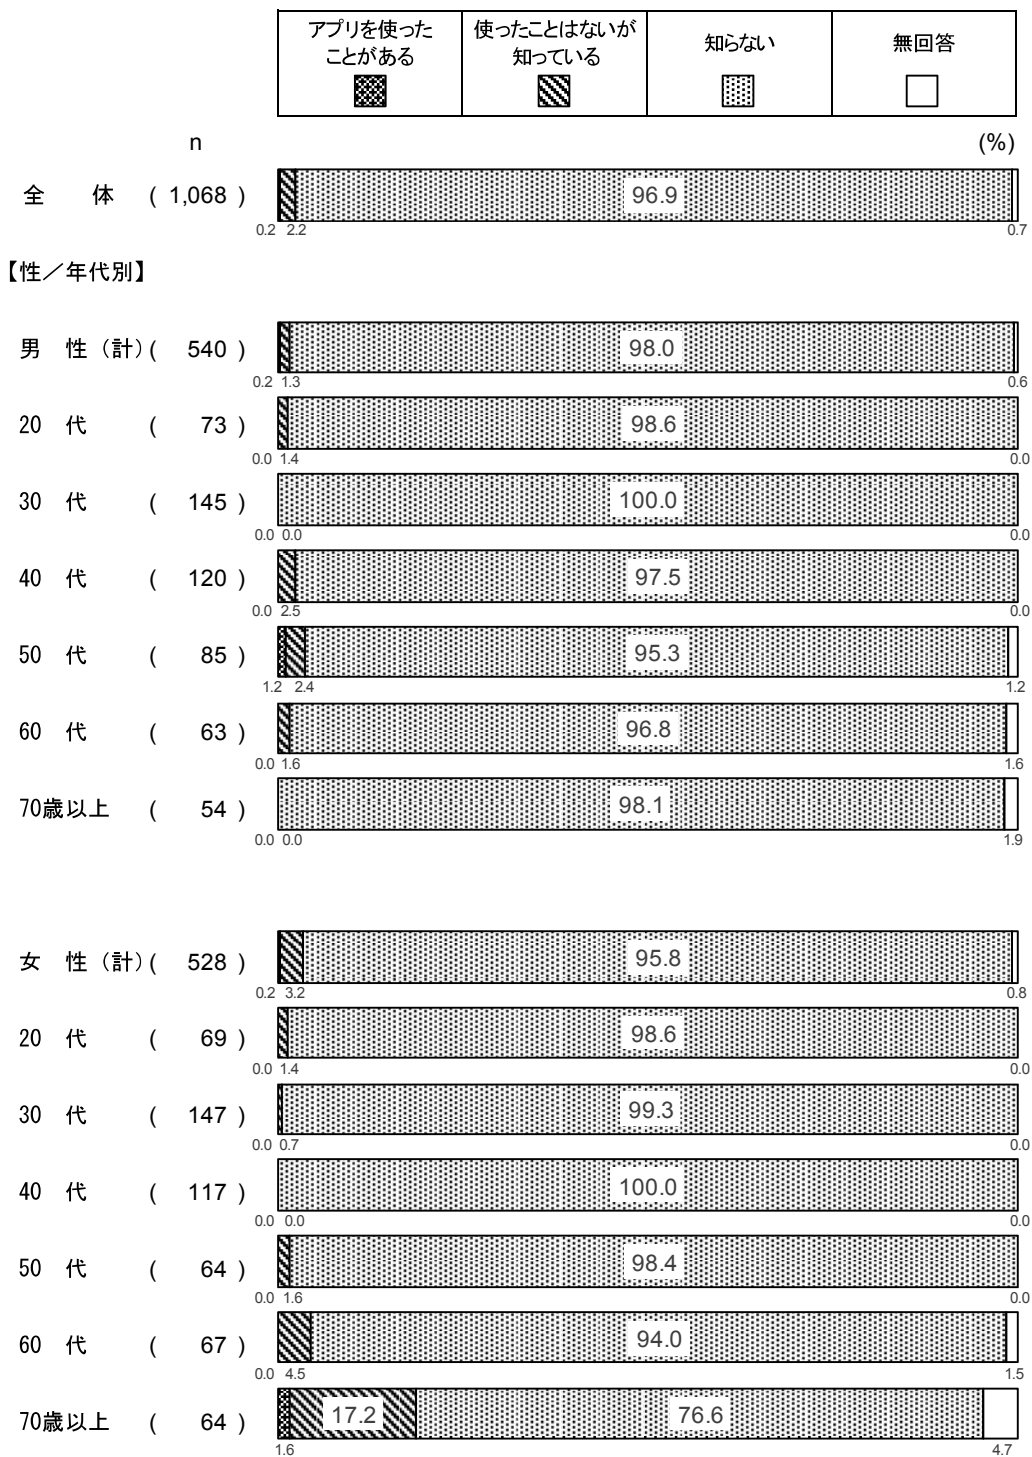 アプリを使った
ことがある
使ったことはないが
知っている
知らない
無回答
n (%)
全 体 ( 1,068 ) 96.9
0.2 2.2 0.7
【性／年代別】
男 性（計）( 540 ) 98.0
0.2 1.3 0.6
20 代 ( 73 ) 98.6
0.0 1.4 0.0
30 代 ( 145 ) 100.0
0.0 0.0 0.0
40 代 ( 120 ) 97.5
0.0 2.5 0.0
50 代 ( 85 ) 95.3
1.2 2.4 1.2
60 代 ( 63 ) 96.8
0.0 1.6 1.6
70歳以上 ( 54 ) 98.1
0.0 0.0 1.9
女 性（計）( 528 ) 95.8
0.2 3.2 0.8
20 代 ( 69 ) 98.6
0.0 1.4 0.0
30 代 ( 147 ) 99.3
0.0 0.7 0.0
40 代 ( 117 ) 100.0
0.0 0.0 0.0
50 代 ( 64 ) 98.4
0.0 1.6 0.0
60 代 ( 67 ) 94.0
0.0 4.5 1.5
70歳以上 ( 64 ) 17.2 76.6
1.6 4.7